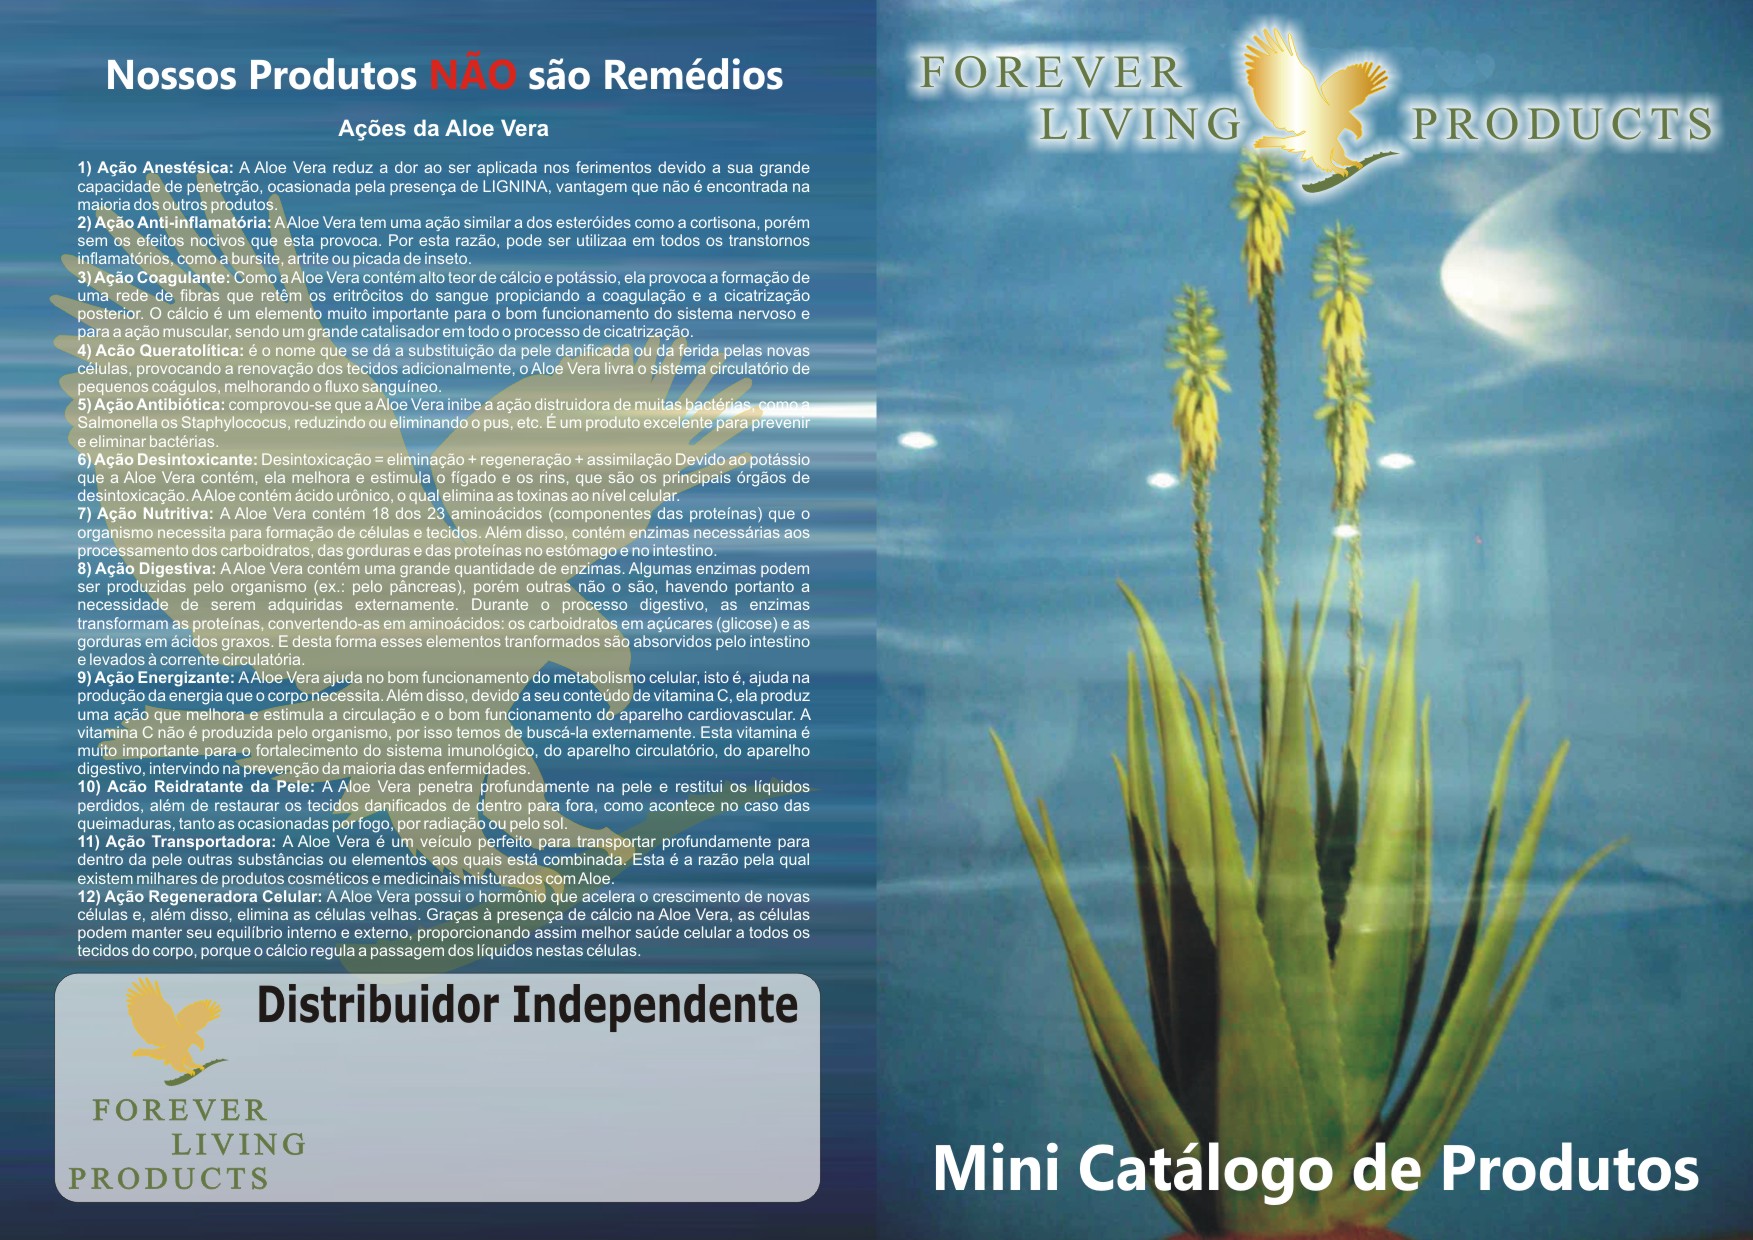 Nossos Produtos NÃO são Remédios
Ações da Aloe Vera
1) Ação Anestésica: A Aloe Vera reduz a dor ao ser aplicada nos ferimentos devido a sua grande
capacidade de penetrção, ocasionada pela presença de LIGNINA, vantagem que não é encontrada na
maioria dos outros produtos.
2) Ação Anti-inflamatória: A Aloe Vera tem uma ação similar a dos esteróides como a cortisona, porém
sem os efeitos nocivos que esta provoca. Por esta razão, pode ser utilizaa em todos os transtornos
inflamatórios, como a bursite, artrite ou picada de inseto.
3) Ação Coagulante: Como a Aloe Vera contém alto teor de cálcio e potássio, ela provoca a formação de
uma rede de fibras que retêm os eritrôcitos do sangue propiciando a coagulação e a cicatrização
posterior. O cálcio é um elemento muito importante para o bom funcionamento do sistema nervoso e
para a ação muscular, sendo um grande catalisador em todo o processo de cicatrização.
4) Acão Queratolítica: é o nome que se dá a substituição da pele danificada ou da ferida pelas novas
células, provocando a renovação dos tecidos adicionalmente, o Aloe Vera livra o sistema circulatório de
pequenos coágulos, melhorando o fluxo sanguíneo.
5) Ação Antibiótica: comprovou-se que a Aloe Vera inibe a ação distruidora de muitas bactérias, como a
Salmonella os Staphylococus, reduzindo ou eliminando o pus, etc. É um produto excelente para prevenir
e eliminar bactérias.
6) Ação Desintoxicante: Desintoxicação = eliminação + regeneração + assimilação Devido ao potássio
que a Aloe Vera contém, ela melhora e estimula o fígado e os rins, que são os principais órgãos de
desintoxicação. A Aloe contém ácido urônico, o qual elimina as toxinas ao nível celular.
7) Ação Nutritiva: A Aloe Vera contém 18 dos 23 aminoácidos (componentes das proteínas) que o
organismo necessita para formação de células e tecidos. Além disso, contém enzimas necessárias aos
processamento dos carboidratos, das gorduras e das proteínas no estómago e no intestino.
8) Ação Digestiva: A Aloe Vera contém uma grande quantidade de enzimas. Algumas enzimas podem
ser produzidas pelo organismo (ex.: pelo pâncreas), porém outras não o são, havendo portanto a
necessidade de serem adquiridas externamente. Durante o processo digestivo, as enzimas
transformam as proteínas, convertendo-as em aminoácidos: os carboidratos em açúcares (glicose) e as
gorduras em ácidos graxos. E desta forma esses elementos tranformados são absorvidos pelo intestino
e levados à corrente circulatória.
9) Ação Energizante: A Aloe Vera ajuda no bom funcionamento do metabolismo celular, isto é, ajuda na
produção da energia que o corpo necessita. Além disso, devido a seu conteúdo de vitamina C, ela produz
uma ação que melhora e estimula a circulação e o bom funcionamento do aparelho cardiovascular. A
vitamina C não é produzida pelo organismo, por isso temos de buscá-la externamente. Esta vitamina é
muito importante para o fortalecimento do sistema imunológico, do aparelho circulatório, do aparelho
digestivo, intervindo na prevenção da maioria das enfermidades.
10) Acão Reidratante da Pele: A Aloe Vera penetra profundamente na pele e restitui os líquidos
perdidos, além de restaurar os tecidos danificados de dentro para fora, como acontece no caso das
queimaduras, tanto as ocasionadas por fogo, por radiação ou pelo sol.
11) Ação Transportadora: A Aloe Vera é um veículo perfeito para transportar profundamente para
dentro da pele outras substâncias ou elementos aos quais está combinada. Esta é a razão pela qual
existem milhares de produtos cosméticos e medicinais misturados com Aloe.
12) Ação Regeneradora Celular: A Aloe Vera possui o hormônio que acelera o crescimento de novas
células e, além disso, elimina as células velhas. Graças à presença de cálcio na Aloe Vera, as células
podem manter seu equilíbrio interno e externo, proporcionando assim melhor saúde celular a todos os
tecidos do corpo, porque o cálcio regula a passagem dos líquidos nestas células.
Distribuidor Independente
FOREVER
LIVING
PRODUCTS
FOREVER
LIVING PRODUCTS
Mini Catálogo de Produtos